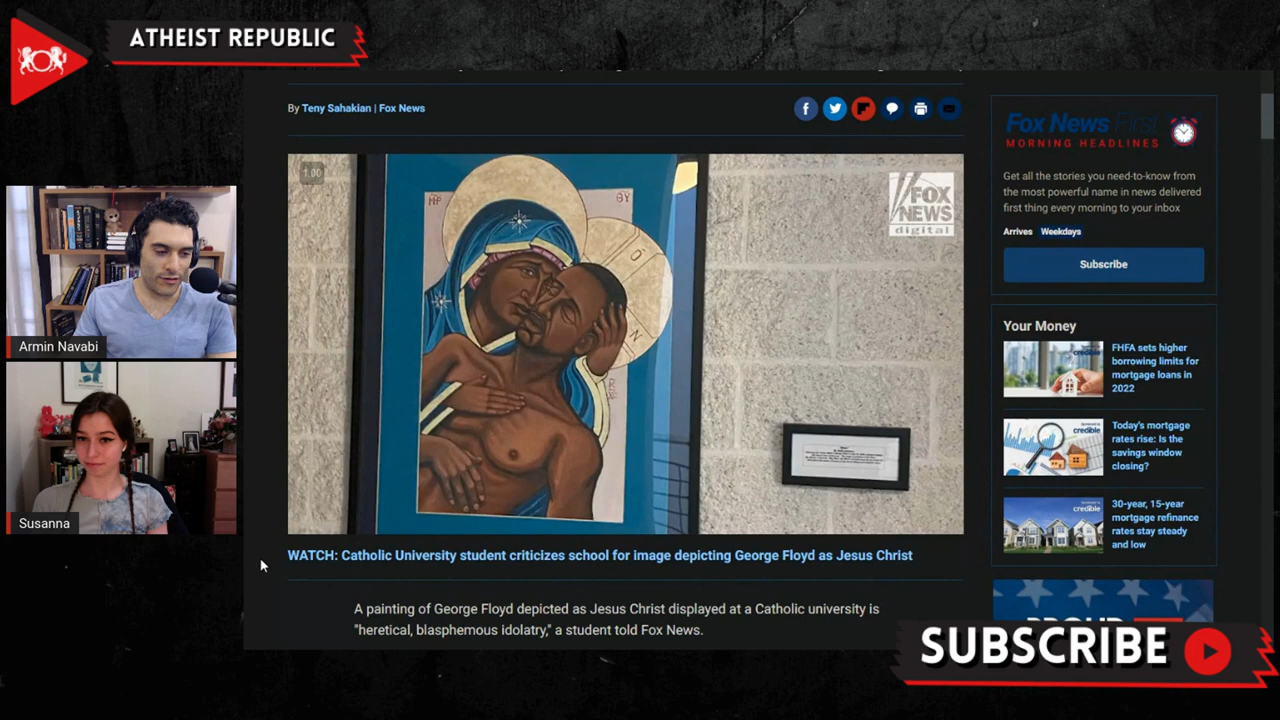 ATHEIST REPUBLIC
By Teny Sahakian | Fox News
1.00
FOX
NEWS
digital
Fox News First
MORNING HEADLINES
Get all the stories you need-to-know from
the most powerful name in news delivered
first thing every morning to your inbox
Arrives Weekdays
Subscribe
Your Money
FHFA sets higher
borrowing limits for
mortgage loans in
2022
Today's mortgage
rates rise: Is the
savings window
closing?
credible
30-year, 15-year
mortgage refinance
rates stay steady
and low
credible
Armin Navabi
Susanna
WATCH: Catholic University student criticizes school for image depicting George Floyd as Jesus Christ
A painting of George Floyd depicted as Jesus Christ displayed at a Catholic university is
"heretical, blasphemous idolatry," a student told Fox News.
SUBSCRIBE